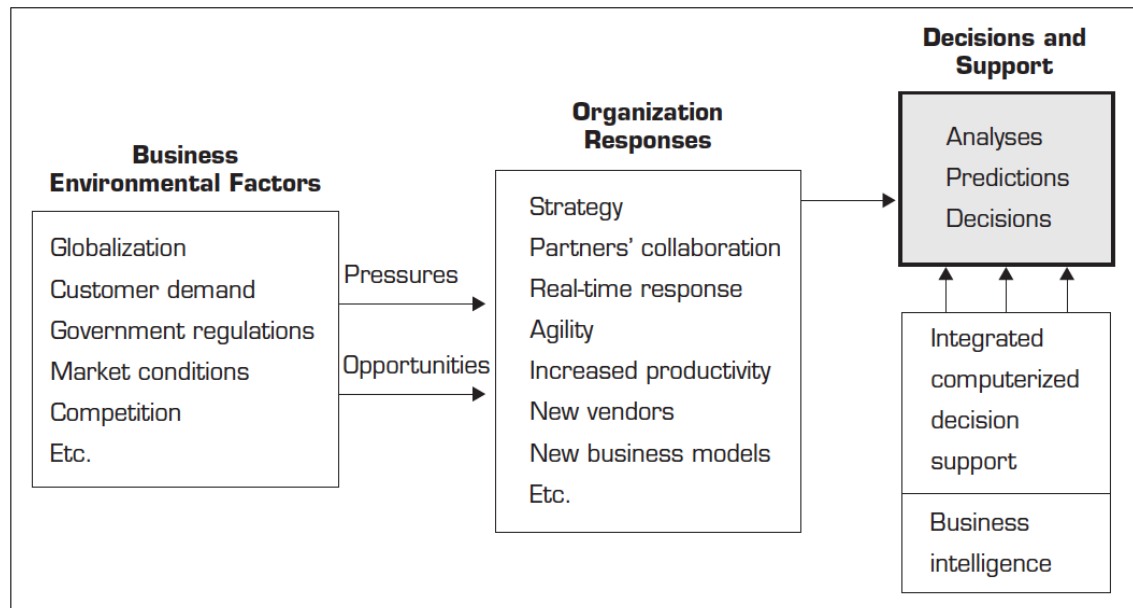 Business
Environmental Factors
Globalization
Customer demand
Government regulations
Market conditions
Competition
Etc.
Pressures
Opportunities
Organization
Responses
Strategy
Partners’ collaboration
Real-time response
Agility
Increased productivity
New vendors
New business models
Etc.
Decisions and
Support
Analyses
Predictions
Decisions
Integrated
computerized
decision
support
Business
intelligence